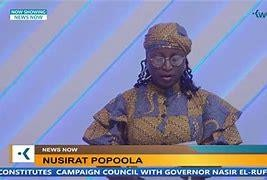 NOW SHOWING
NEWS NOW
NEWS NOW
NUSIRAT POPOOLA
CONSTITUTES CAMPAIGN COUNCIL WITH GOVERNOR NASIR EL-RUF